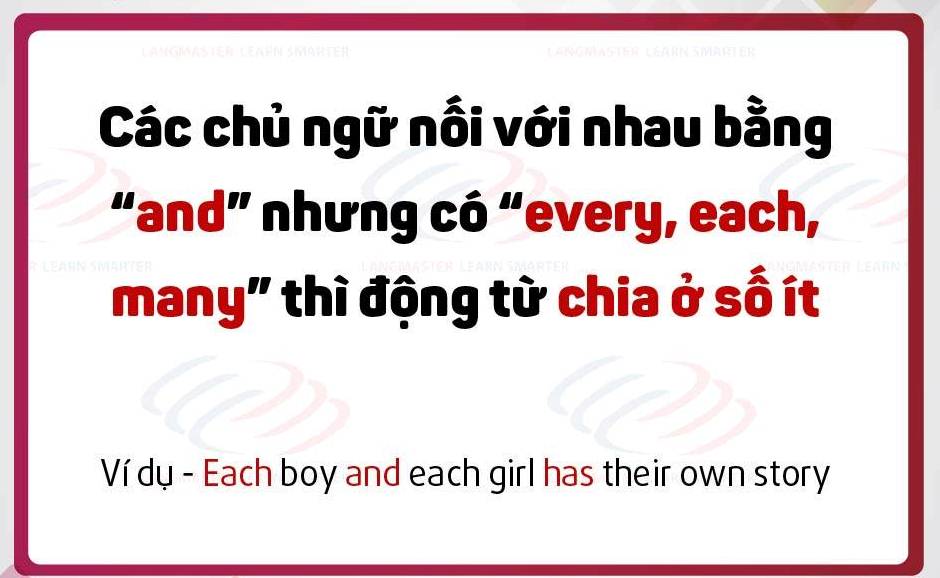 LANGMASTER LEARN SMARTER LANGMASTER LEARN SMARTER
Các chủ ngữ nối với nhau bằng
“and” nhưng có “every, each,
R LEARN SMARTER LANGMASTER LEARN SMARTER LEARN
many” thì động từ chia ở số ít
Ví dụ - Each boy and each girl has their own story